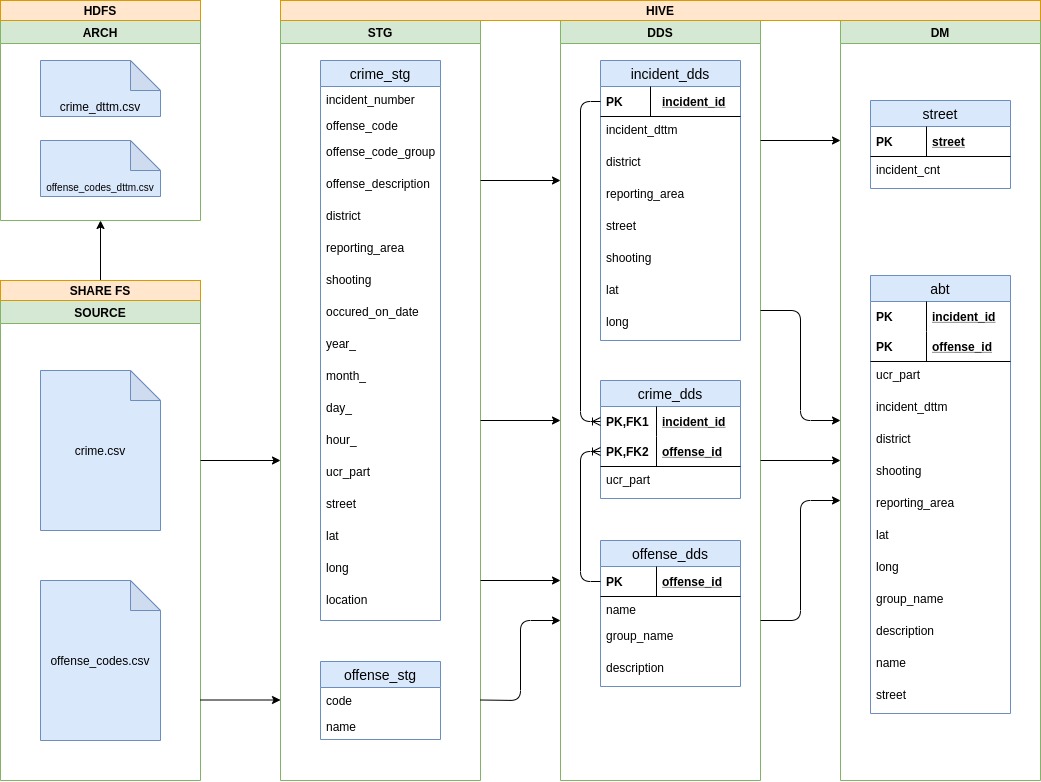 HDFS
ARCH
crime_dttm.csv
offense_codes_dttm.csv
SHARE FS
SOURCE
crime.csv
offense_codes.csv
HIVE
STG
crime_stg
incident_number
offense_code
offense_code_group
offense_description
district
reporting_area
shooting
occured_on_date
year_
month_
day_
hour_
ucr_part
street
lat
long
location
offense_stg
code
name
DDS
incident_dds
PK incident_id
incident_dttm
district
reporting_area
street
shooting
lat
long
crime_dds
PK,FK1 incident_id
PK,FK2 offense_id
ucr_part
offense_dds
PK offense_id
name
group_name
description
DM
street
PK street
incident_cnt
abt
PK incident_id
PK offense_id
ucr_part
incident_dttm
district
shooting
reporting_area
lat
long
group_name
description
name
street